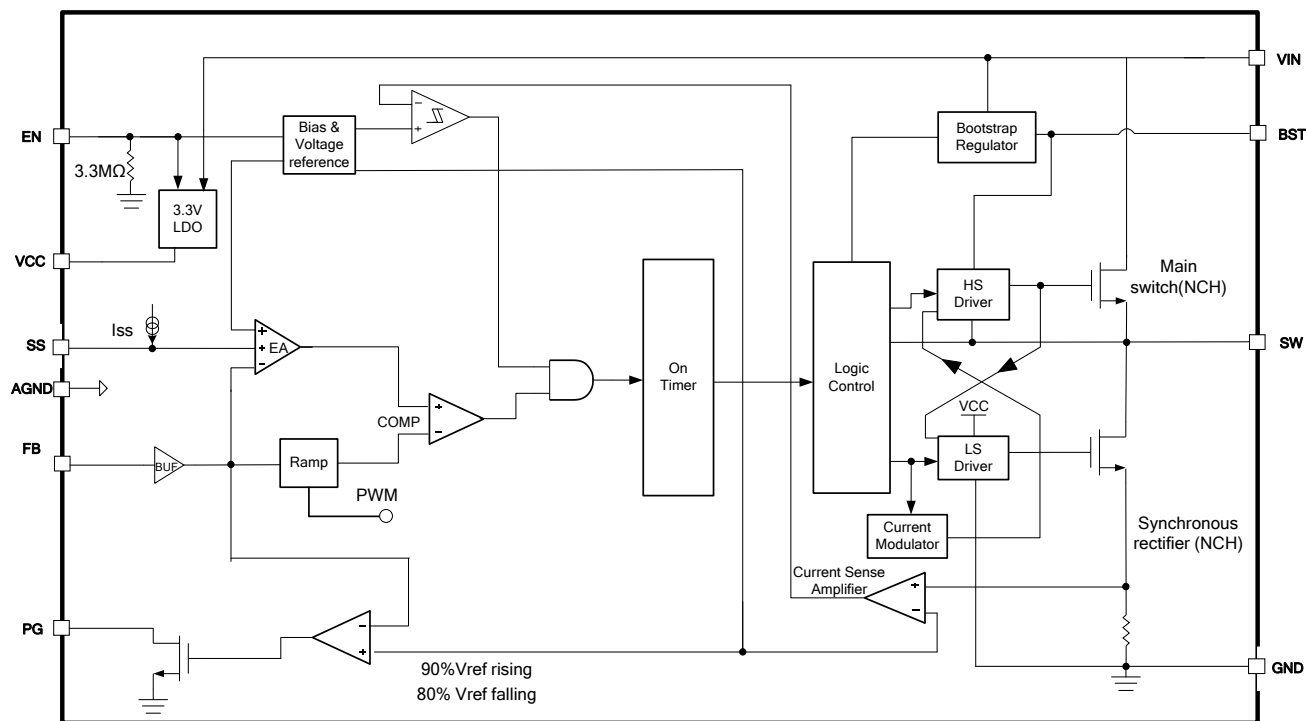 VIN
EN
Bias &
Voltage
reference
-
+
Bootstrap
Regulator
BST
3.3MΩ
3.3V
LDO
VCC
HS
Driver
Main
switch(NCH)
Iss
SS
+
+
-
EA
On
Timer
Logic
Control
SW
AGND
COMP
+
-
VCC
FB
BUF
Ramp
LS
Driver
PWM
Current
Modulator
Synchronous
rectifier (NCH)
Current Sense
Amplifier
+
-
PG
-
+
90%Vref rising
80% Vref falling
GND